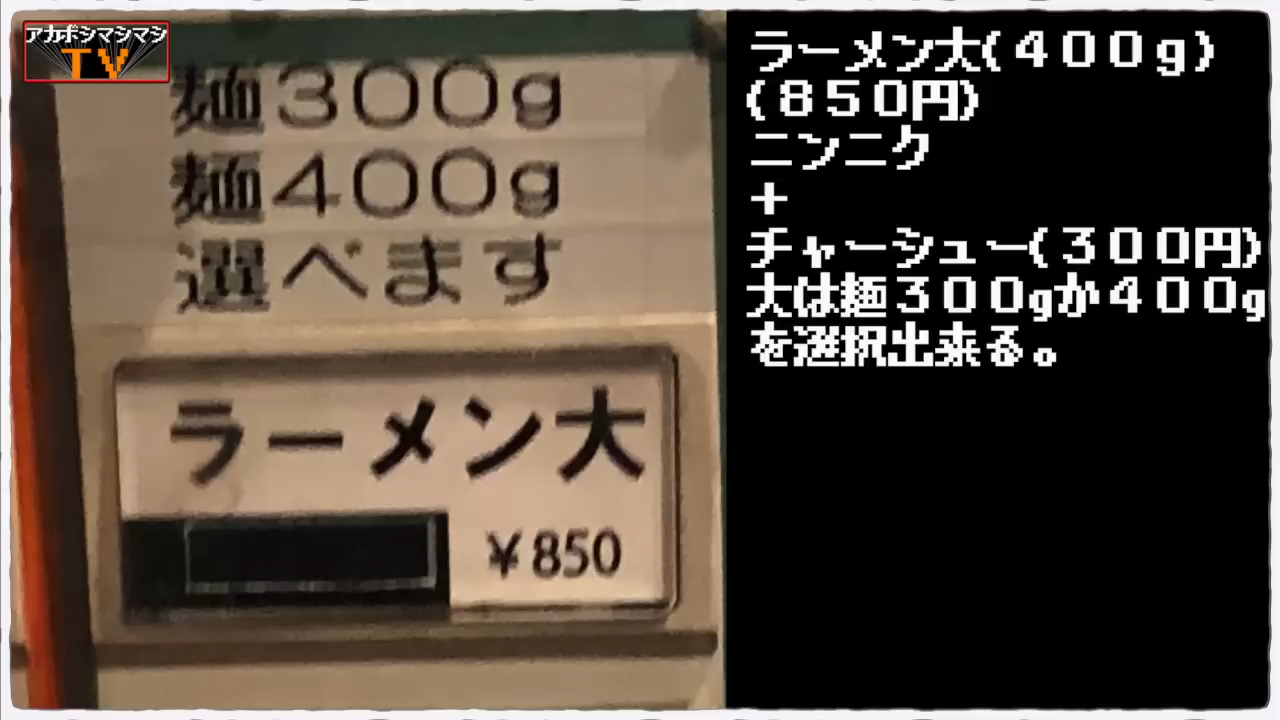 アカボシマシマシ
TV
麺300g
麺400g
選べます
ラーメン大
¥850
ラーメン大(400g)
(850円)
ニンニク
+
チャーシュー(300円)
大は麺300gか400g
を選択出来る。